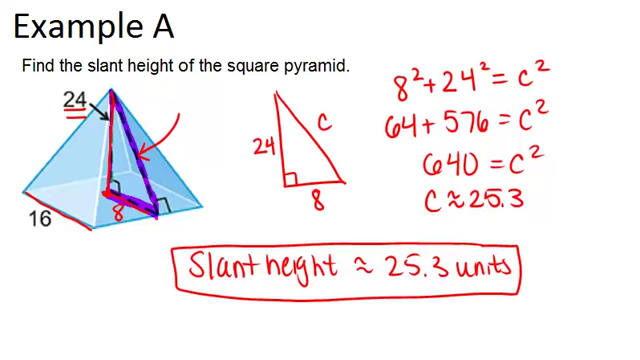 Example A
Find the slant height of the square pyramid.
24
16
8
24
c
8
8² + 24² = c²
64 + 576 = c²
640 = c²
c ≈ 25.3
Slant height ≈ 25.3 units